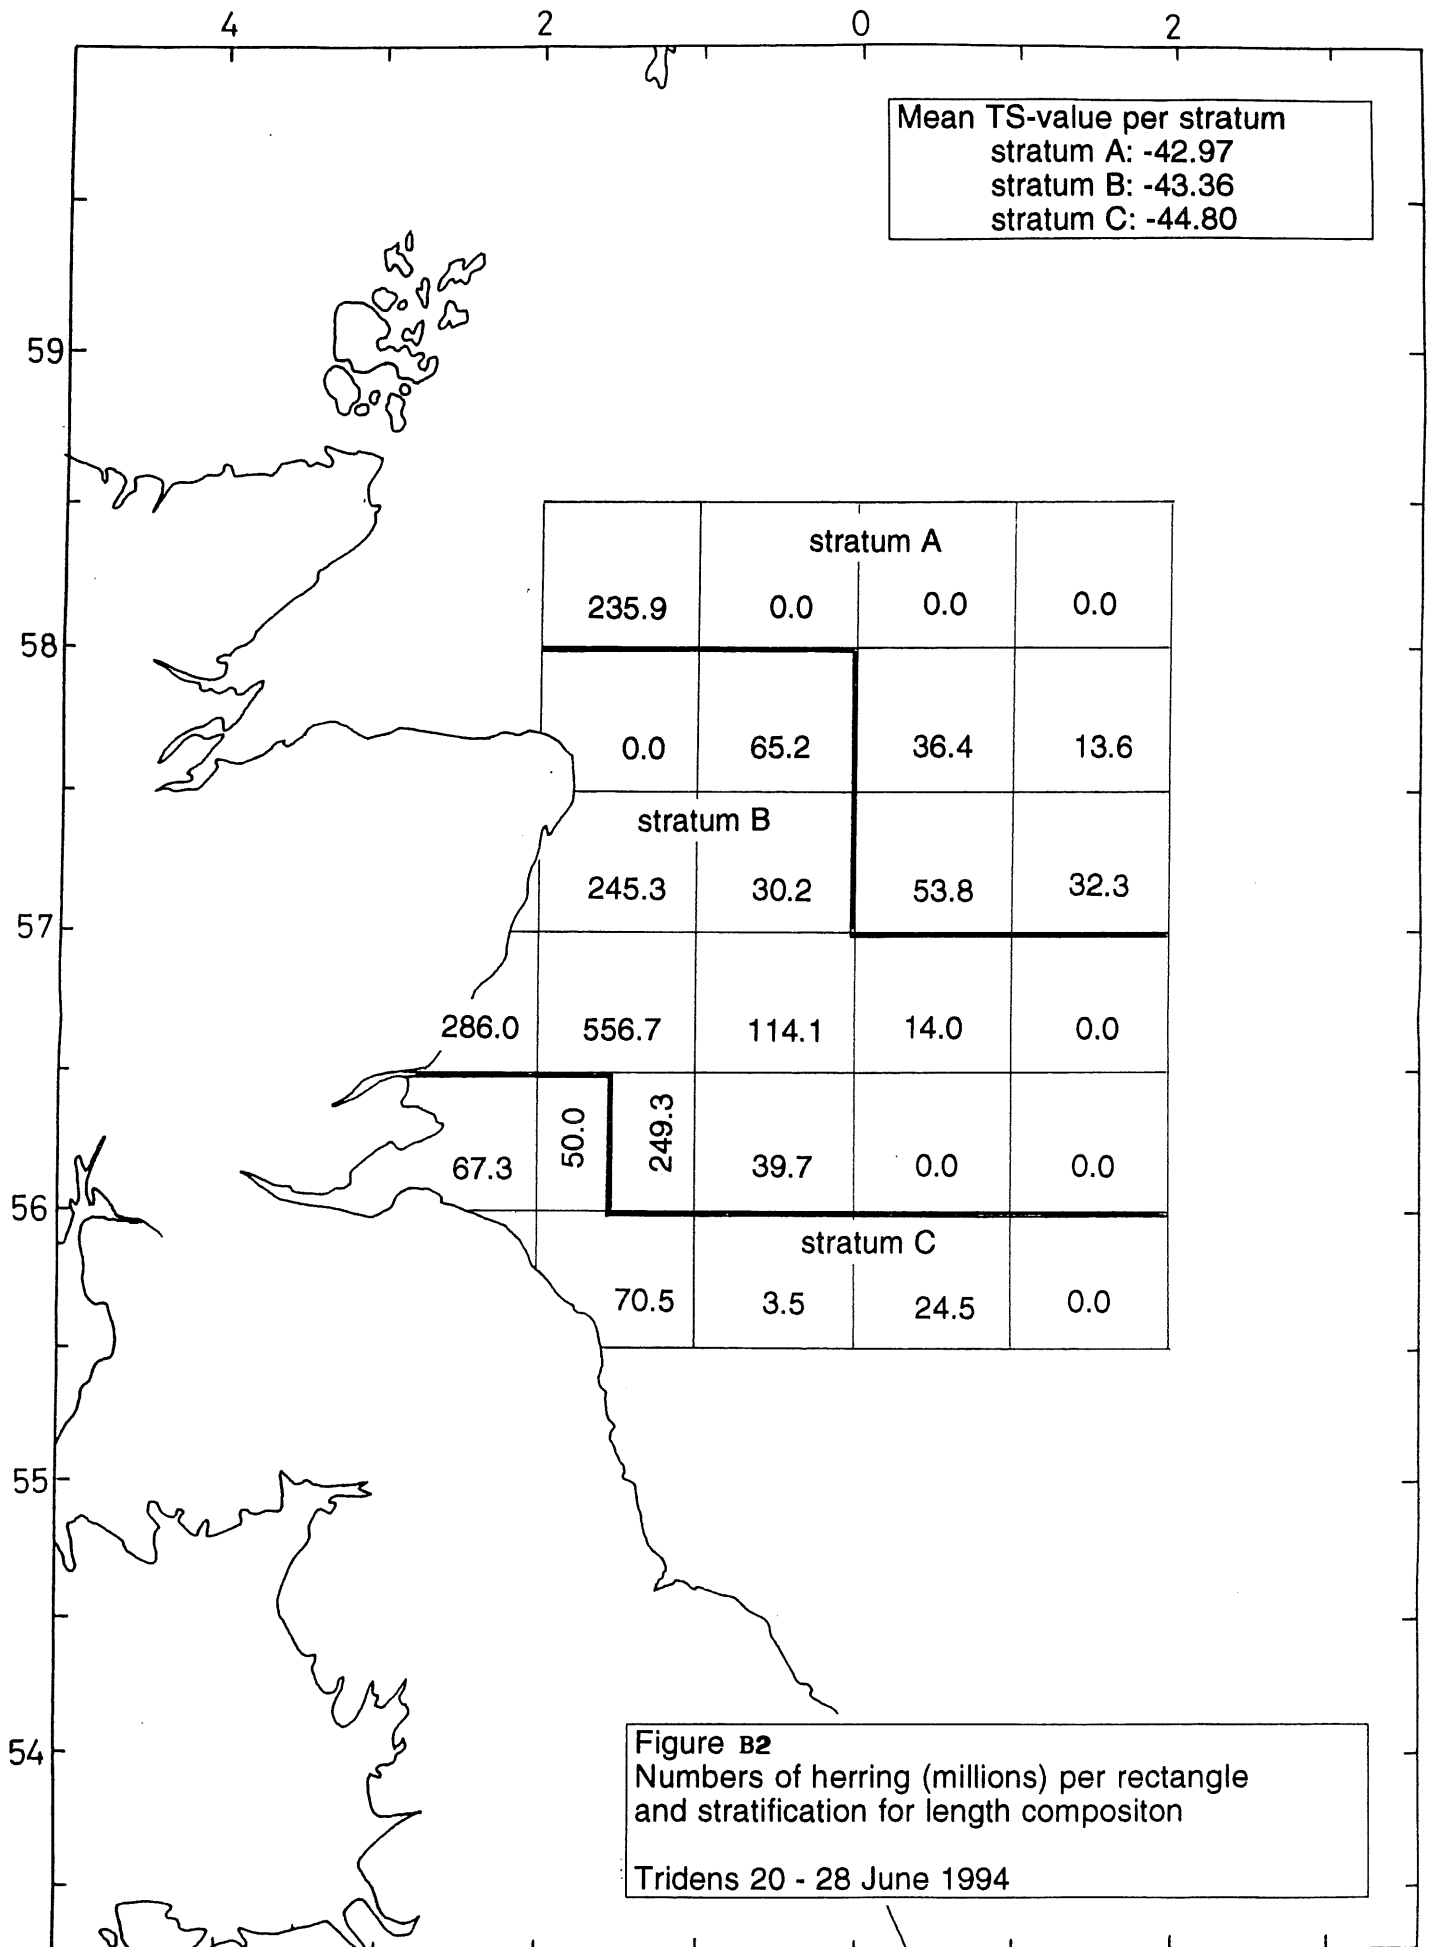 4 2 0 2
Mean TS-value per stratum
stratum A: -42.97
stratum B: -43.36
stratum C: -44.80
59
stratum A
235.9 0.0 0.0 0.0
58
0.0 65.2 36.4 13.6
stratum B
245.3 30.2 53.8 32.3
57
286.0 556.7 114.1 14.0 0.0
50.0 249.3
67.3 39.7 0.0 0.0
56
stratum C
70.5 3.5 24.5 0.0
55
54
Figure B2
Numbers of herring (millions) per rectangle
and stratification for length compositon
Tridens 20 - 28 June 1994